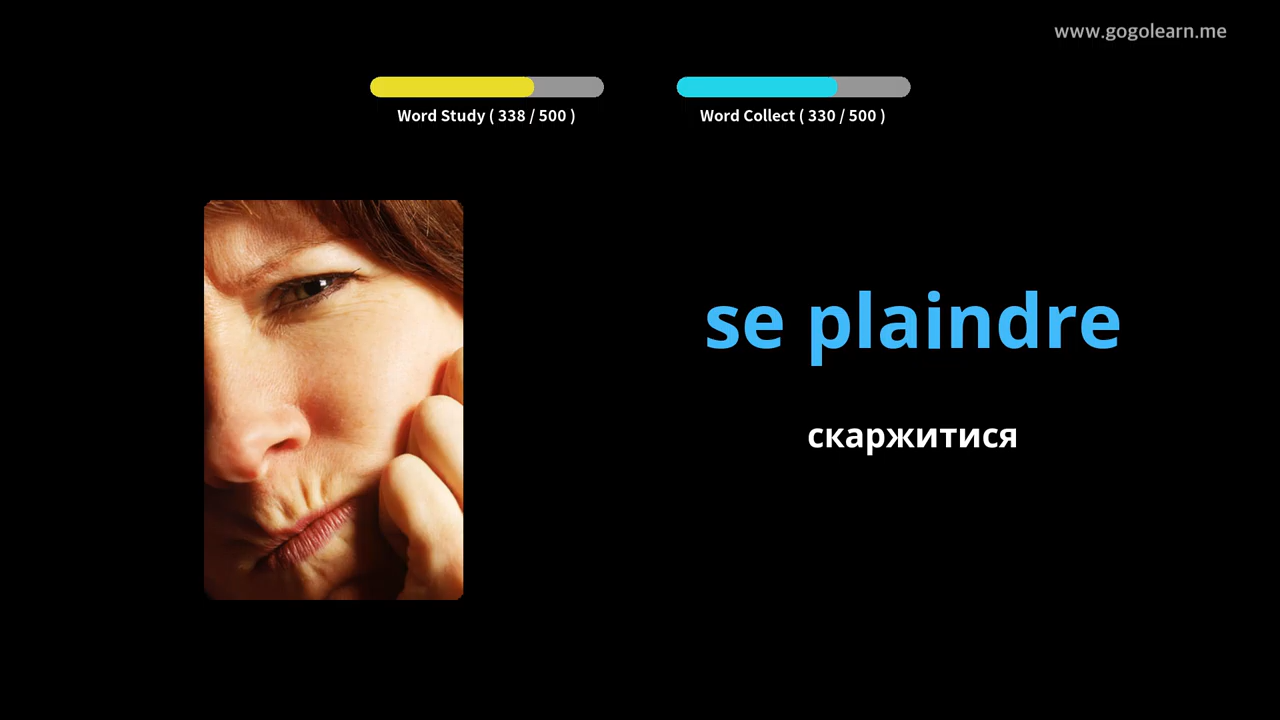 www.gogolearn.me
Word Study ( 338 / 500 )
Word Collect ( 330 / 500 )
se plaindre
скаржитися